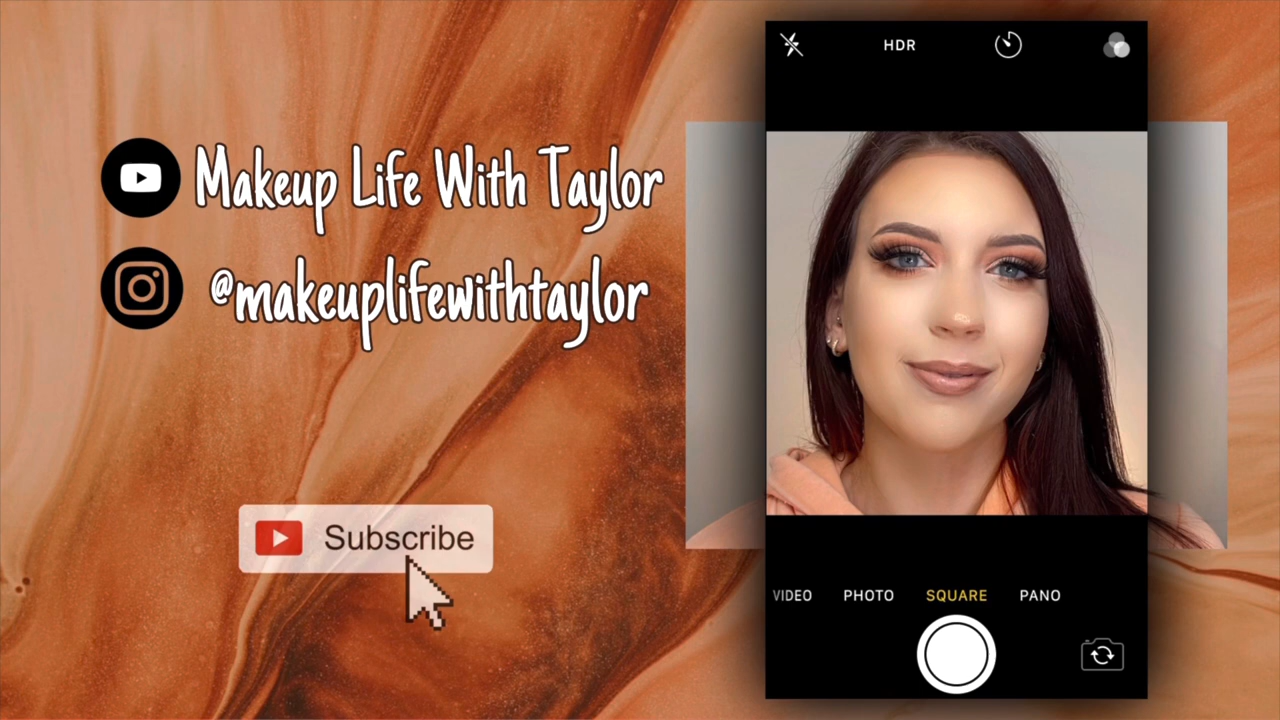 Makeup Life With Taylor
@makeuplifewithtaylor
Subscribe
HDR
VIDEO PHOTO SQUARE PANO